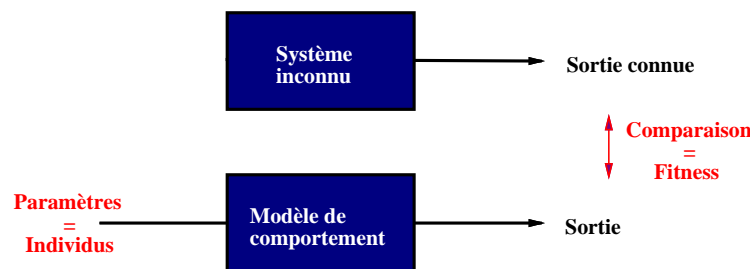 Système
inconnu
Sortie connue
Comparaison
=
Fitness
Paramètres
=
Individus
Modèle de
comportement
Sortie